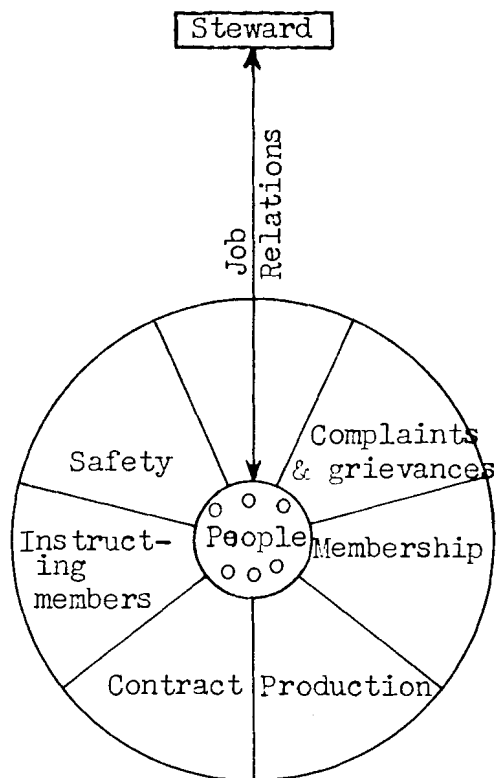 Steward
Job
Relations
Complaints
& grievances
Safety
People
Membership
Instruct-
ing
members
Contract
Production